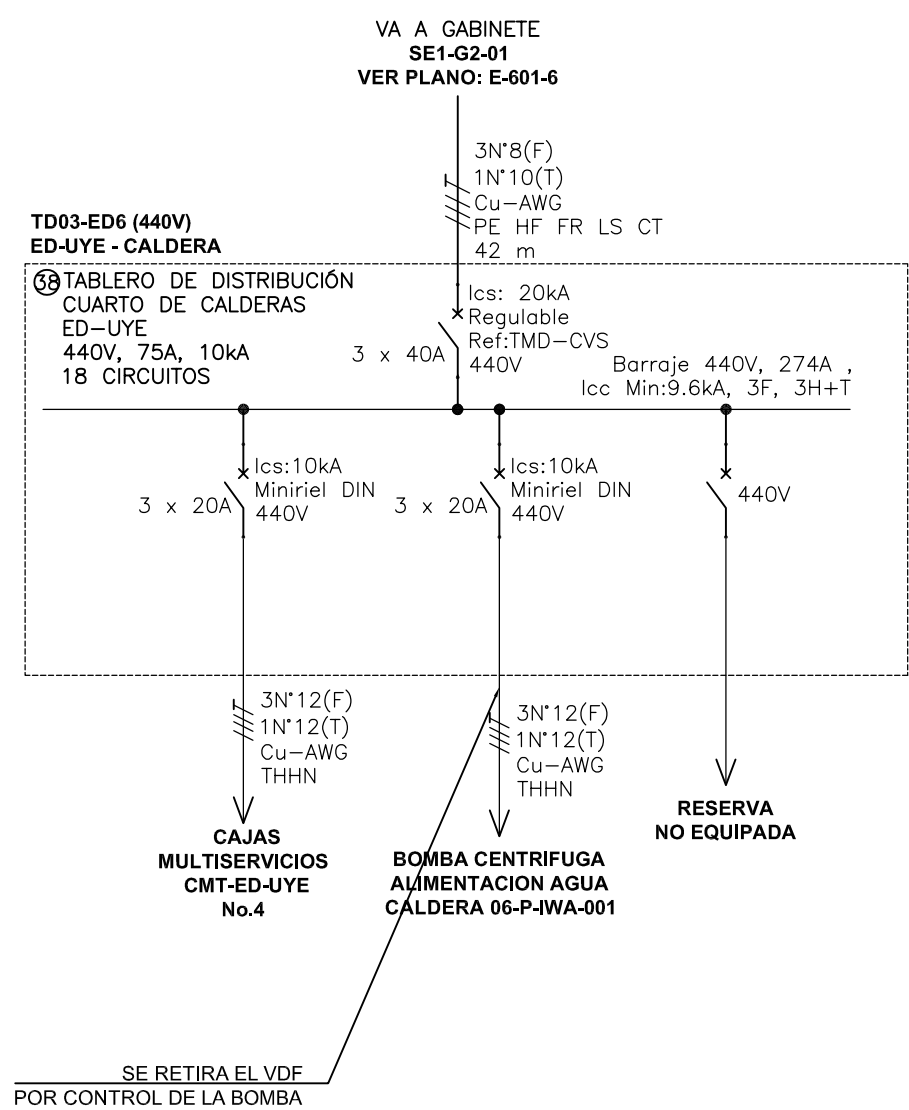 VA A GABINETE
SE1-G2-01
VER PLANO: E-601-6
3N°8(F)
1N°10(T)
Cu-AWG
PE HF FR LS CT
42 m
TD03-ED6 (440V)
ED-UYE - CALDERA
38 TABLERO DE DISTRIBUCIÓN
CUARTO DE CALDERAS
ED-UYE
440V, 75A, 10kA
18 CIRCUITOS
Ics: 20kA
Regulable
Ref:TMD-CVS
440V
3 x 40A
Barraje 440V, 274A ,
Icc Min:9.6kA, 3F, 3H+T
Ics:10kA
Miniriel DIN
440V
3 x 20A
Ics:10kA
Miniriel DIN
440V
3 x 20A
440V
3N°12(F)
1N°12(T)
Cu-AWG
THHN
3N°12(F)
1N°12(T)
Cu-AWG
THHN
CAJAS
MULTISERVICIOS
CMT-ED-UYE
No.4
BOMBA CENTRIFUGA
ALIMENTACION AGUA
CALDERA 06-P-IWA-001
RESERVA
NO EQUIPADA
SE RETIRA EL VDF
POR CONTROL DE LA BOMBA